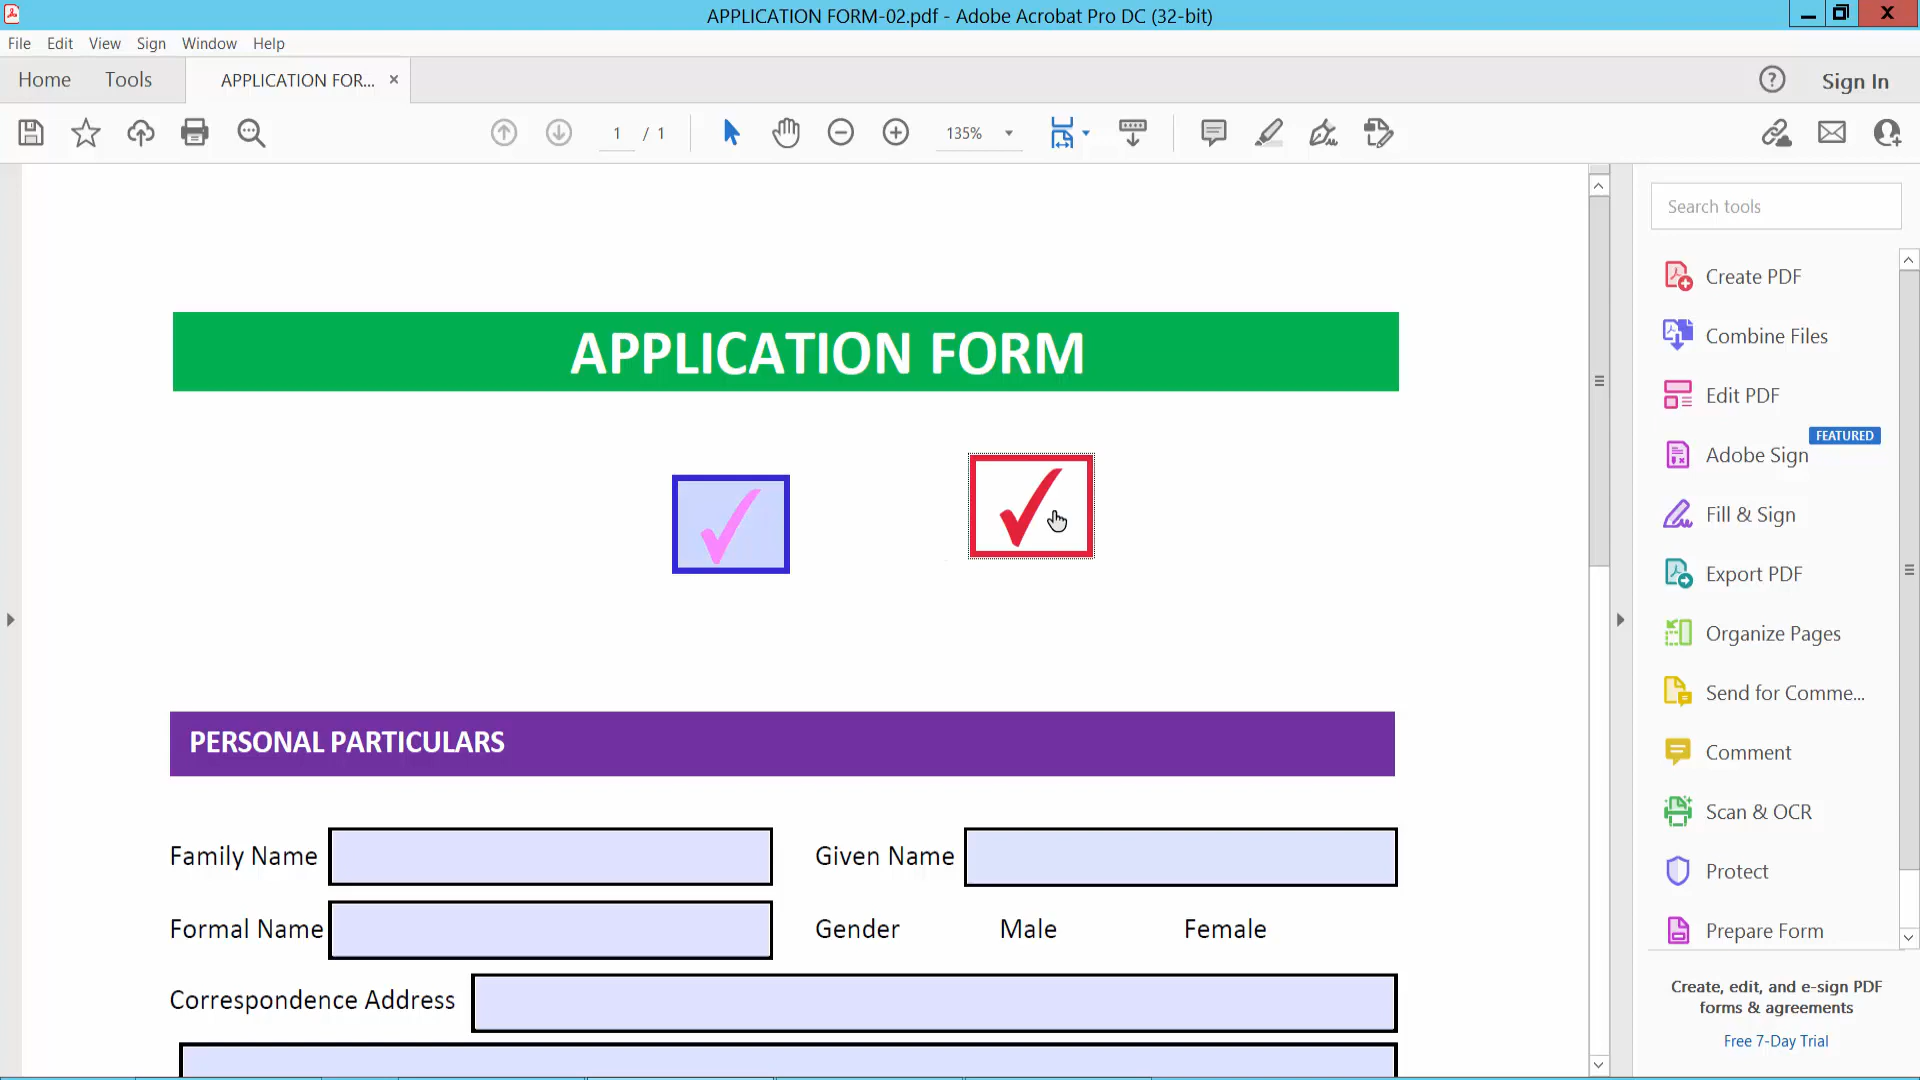 APPLICATION FORM-02.pdf - Adobe Acrobat Pro DC (32-bit)
File Edit View Sign Window Help
Home Tools APPLICATION FOR... × Sign In
1 / 1 135%
Search tools
Create PDF
Combine Files
Edit PDF
FEATURED
Adobe Sign
Fill & Sign
Export PDF
Organize Pages
Send for Comme...
Comment
Scan & OCR
Protect
Prepare Form
Create, edit, and e-sign PDF
forms & agreements
Free 7-Day Trial
APPLICATION FORM
PERSONAL PARTICULARS
Family Name Given Name
Formal Name Gender Male Female
Correspondence Address